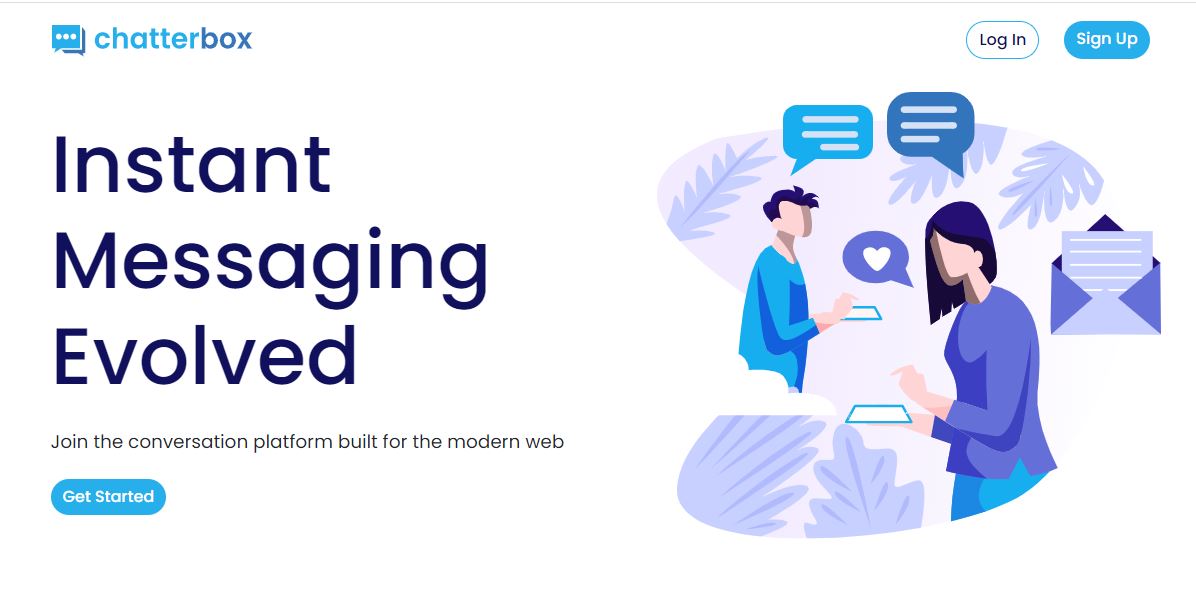 chatterbox
Log In
Sign Up
Instant
Messaging
Evolved
Join the conversation platform built for the modern web
Get Started